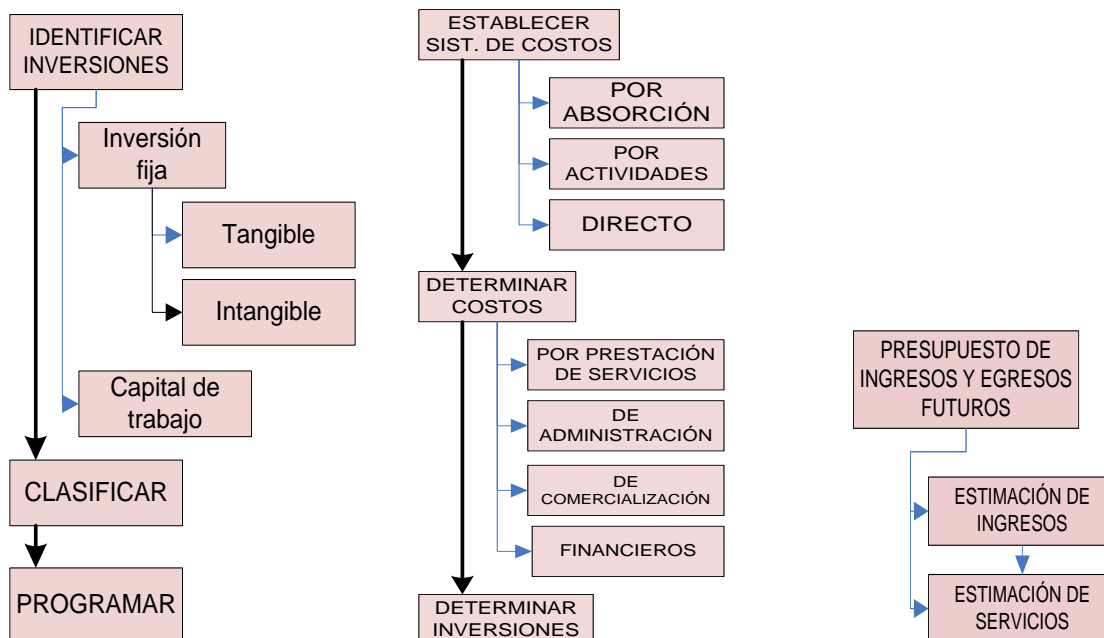 IDENTIFICAR
INVERSIONES
Inversión
fija
Tangible
Intangible
Capital de
trabajo
CLASIFICAR
PROGRAMAR
ESTABLECER
SIST. DE COSTOS
POR
ABSORCIÓN
POR
ACTIVIDADES
DIRECTO
DETERMINAR
COSTOS
POR PRESTACIÓN
DE SERVICIOS
DE
ADMINISTRACIÓN
DE
COMERCIALIZACIÓN
FINANCIEROS
DETERMINAR
INVERSIONES
PRESUPUESTO DE
INGRESOS Y EGRESOS
FUTUROS
ESTIMACIÓN DE
INGRESOS
ESTIMACIÓN DE
SERVICIOS